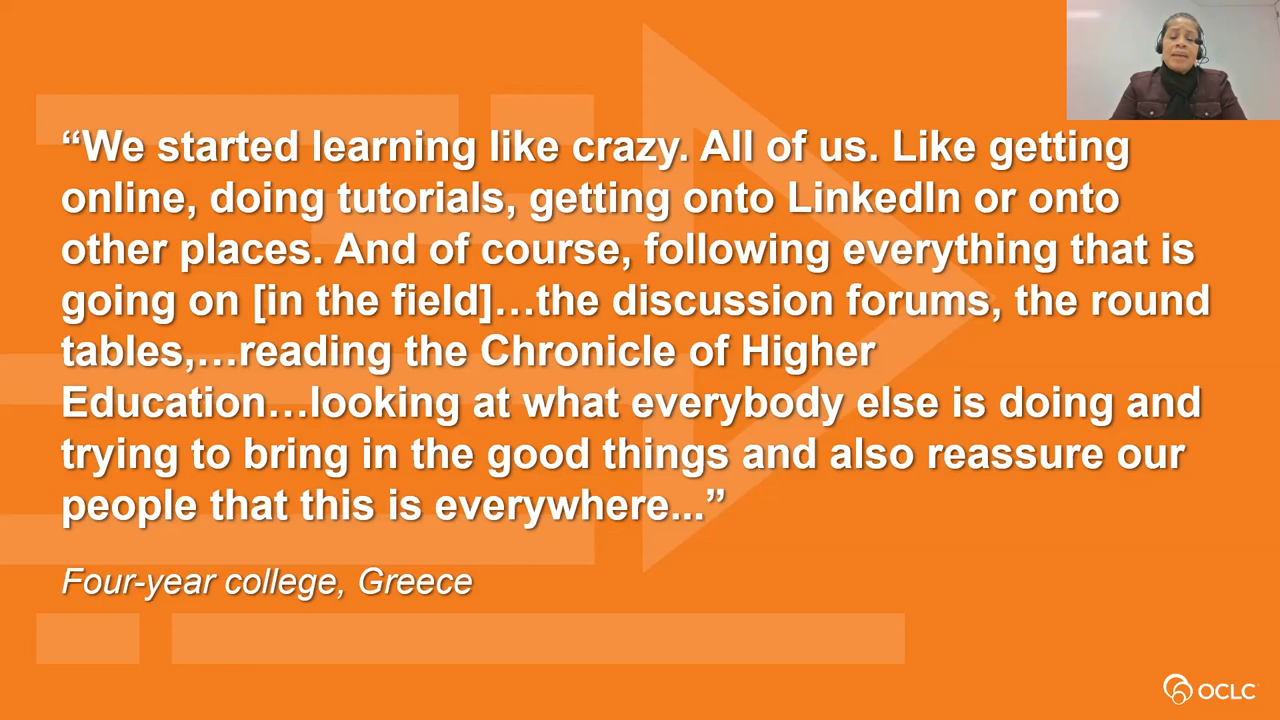 “We started learning like crazy. All of us. Like getting
online, doing tutorials, getting onto LinkedIn or onto
other places. And of course, following everything that is
going on [in the field]…the discussion forums, the round
tables,…reading the Chronicle of Higher
Education…looking at what everybody else is doing and
trying to bring in the good things and also reassure our
people that this is everywhere...”
Four-year college, Greece
OCLC